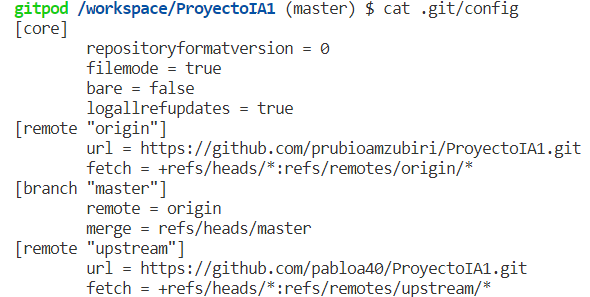 gitpod /workspace/ProyectoIA1 (master) $ cat .git/config
[core]
        repositoryformatversion = 0
        filemode = true
        bare = false
        logallrefupdates = true
[remote "origin"]
        url = https://github.com/prubioamzubiri/ProyectoIA1.git
        fetch = +refs/heads/*:refs/remotes/origin/*
[branch "master"]
        remote = origin
        merge = refs/heads/master
[remote "upstream"]
        url = https://github.com/pabloa40/ProyectoIA1.git
        fetch = +refs/heads/*:refs/remotes/upstream/*